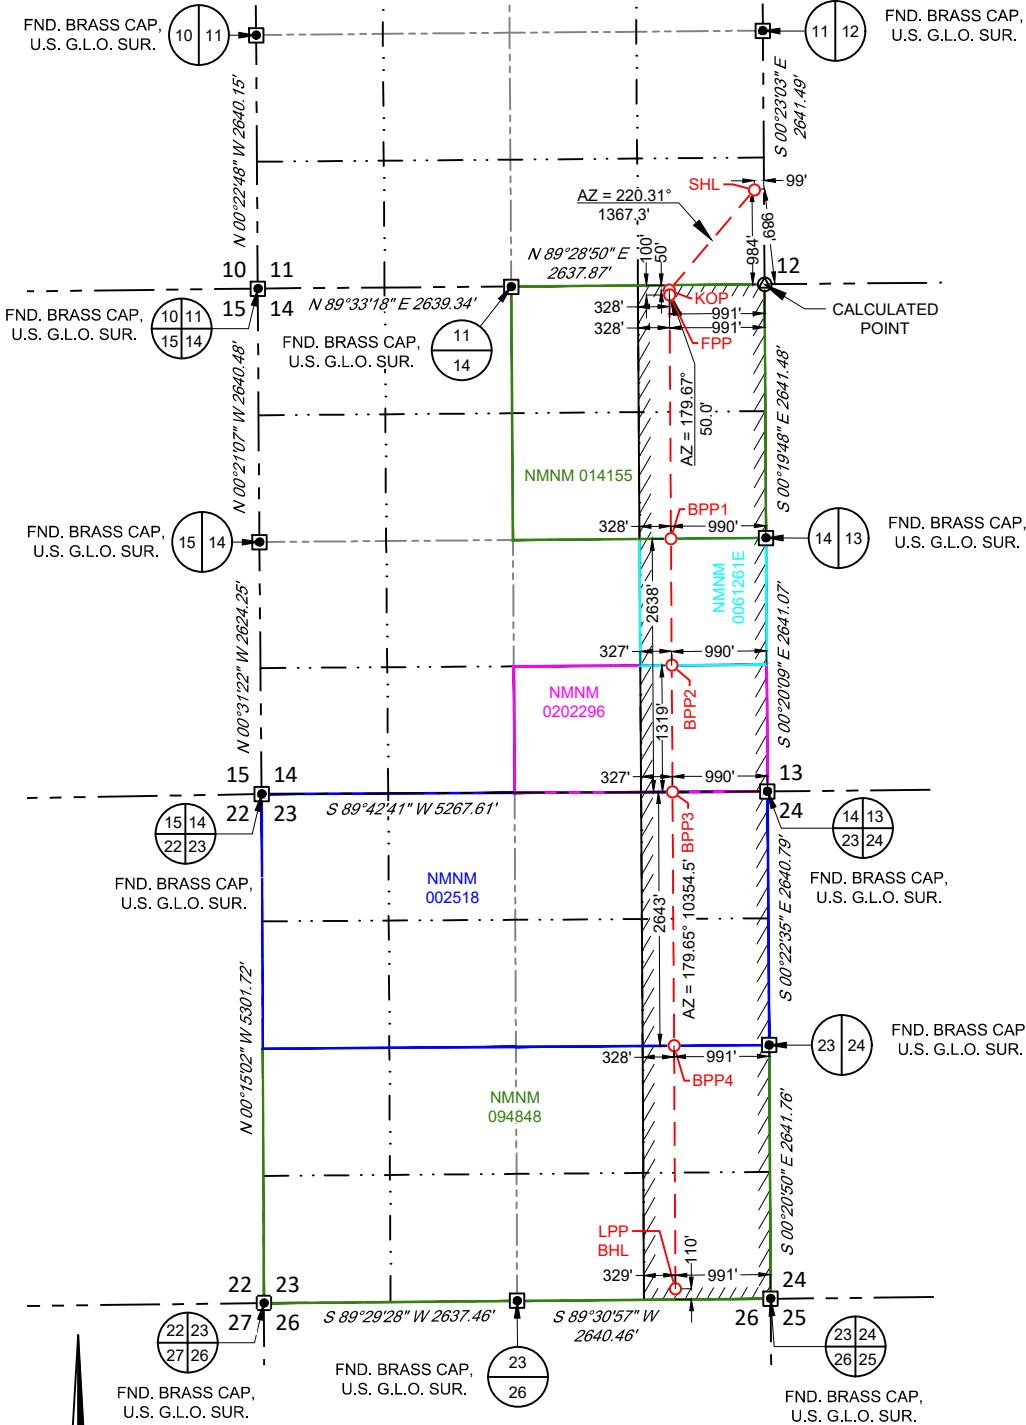 FND. BRASS CAP,
U.S. G.L.O. SUR.
10 11
11 12
FND. BRASS CAP,
U.S. G.L.O. SUR.
N 00°22'48" W 2640.15'
S 00°23'03" E
2641.49'
SHL
99'
AZ = 220.31°
1367.3'
984'
989'
100'
50'
N 89°28'50" E
2637.87'
10 11
15 14
12
N 89°33'18" E 2639.34'
FND. BRASS CAP,
U.S. G.L.O. SUR.
10 11
15 14
FND. BRASS CAP,
U.S. G.L.O. SUR.
11
14
328'
KOP
991'
328'
991'
FPP
CALCULATED
POINT
AZ = 179.67°
50.0'
N 00°21'07" W 2640.48'
S 00°19'48" E 2641.48'
NMNM 014155
FND. BRASS CAP,
U.S. G.L.O. SUR.
15 14
328'
BPP1
990'
14 13
FND. BRASS CAP,
U.S. G.L.O. SUR.
NMNM
0061261E
2638'
N 00°31'22" W 2624.25'
S 00°20'09" E 2641.07'
327'
990'
BPP2
NMNM
0202296
1319'
327'
990'
15 14
22 23
13
24
S 89°42'41" W 5267.61'
BPP3
15 14
22 23
FND. BRASS CAP,
U.S. G.L.O. SUR.
14 13
23 24
FND. BRASS CAP,
U.S. G.L.O. SUR.
NMNM
002518
2643'
AZ = 179.65° 10354.5'
S 00°22'35" E 2640.79'
N 00°15'02" W 5301.72'
328'
991'
BPP4
23 24
FND. BRASS CAP
U.S. G.L.O. SUR.
NMNM
094848
S 00°20'50" E 2641.76'
LPP
BHL
110'
329'
991'
22 23
27 26
24
26 25
S 89°29'28" W 2637.46'
S 89°30'57" W
2640.46'
22 23
27 26
FND. BRASS CAP,
U.S. G.L.O. SUR.
FND. BRASS CAP,
U.S. G.L.O. SUR.
23
26
23 24
26 25
FND. BRASS CAP,
U.S. G.L.O. SUR.